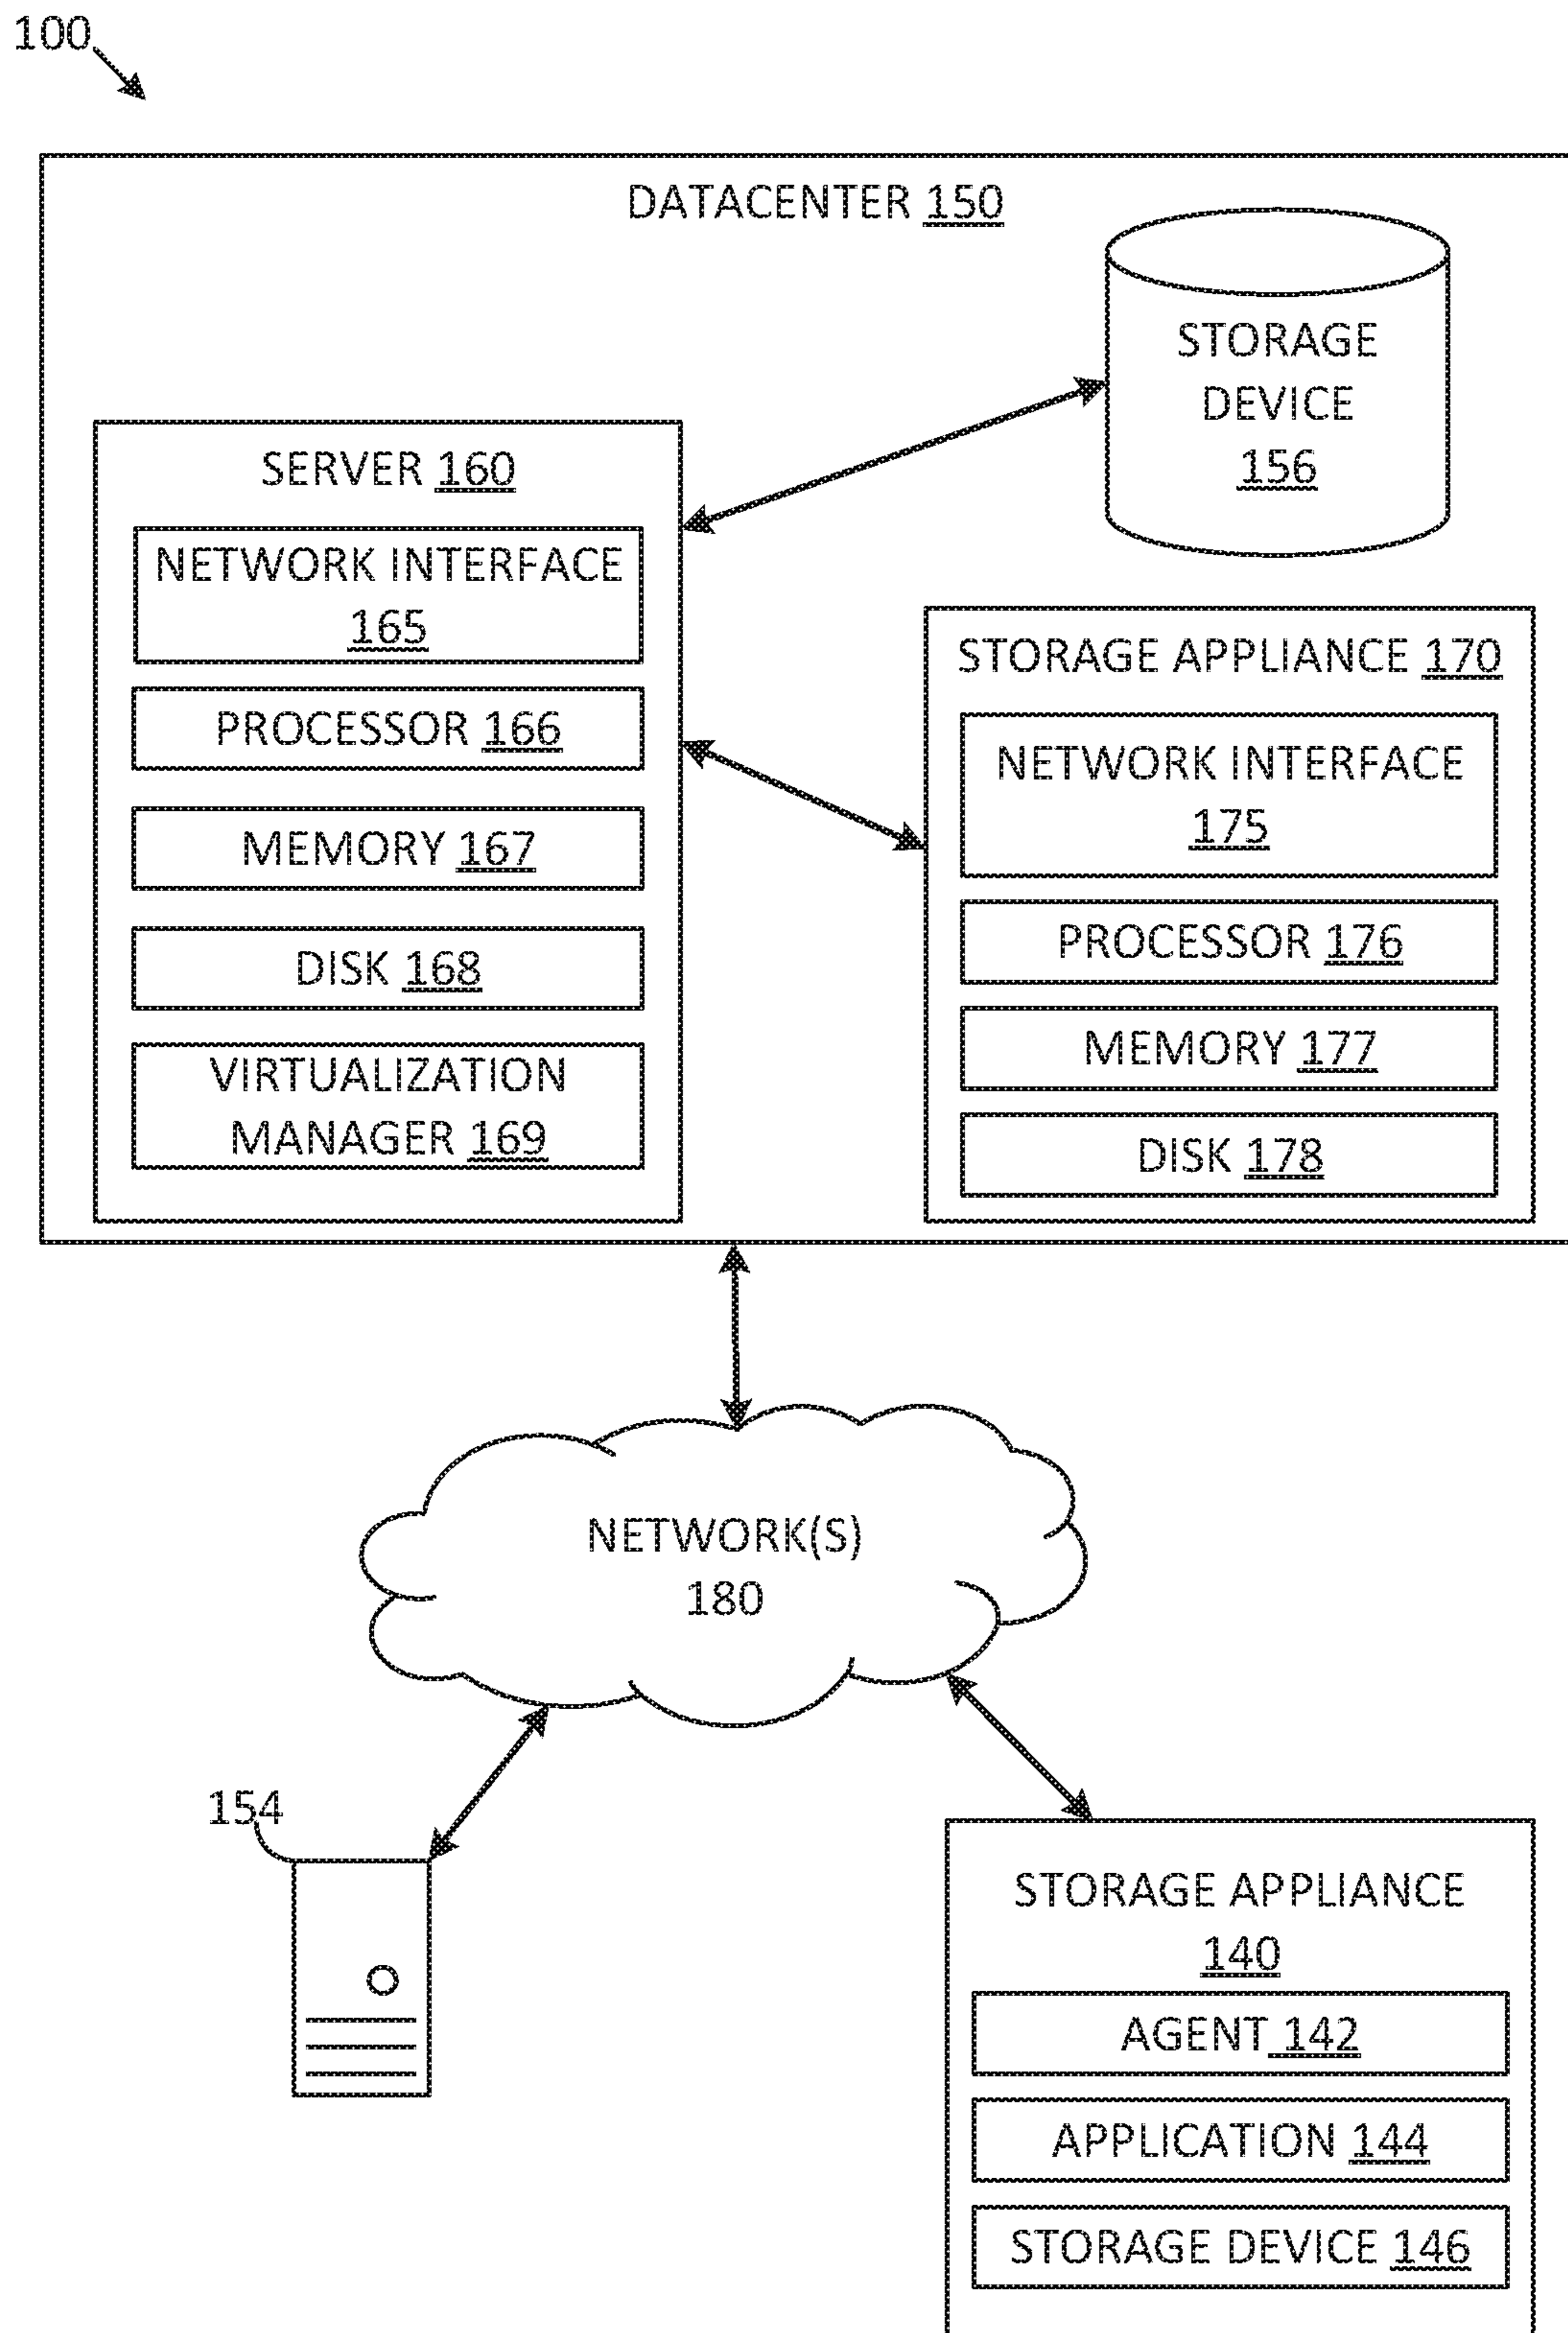 100
DATACENTER 150
STORAGE
DEVICE
156
SERVER 160
NETWORK INTERFACE
165
PROCESSOR 166
MEMORY 167
DISK 168
VIRTUALIZATION
MANAGER 169
STORAGE APPLIANCE 170
NETWORK INTERFACE
175
PROCESSOR 176
MEMORY 177
DISK 178
NETWORK(S)
180
154
STORAGE APPLIANCE
140
AGENT 142
APPLICATION 144
STORAGE DEVICE 146